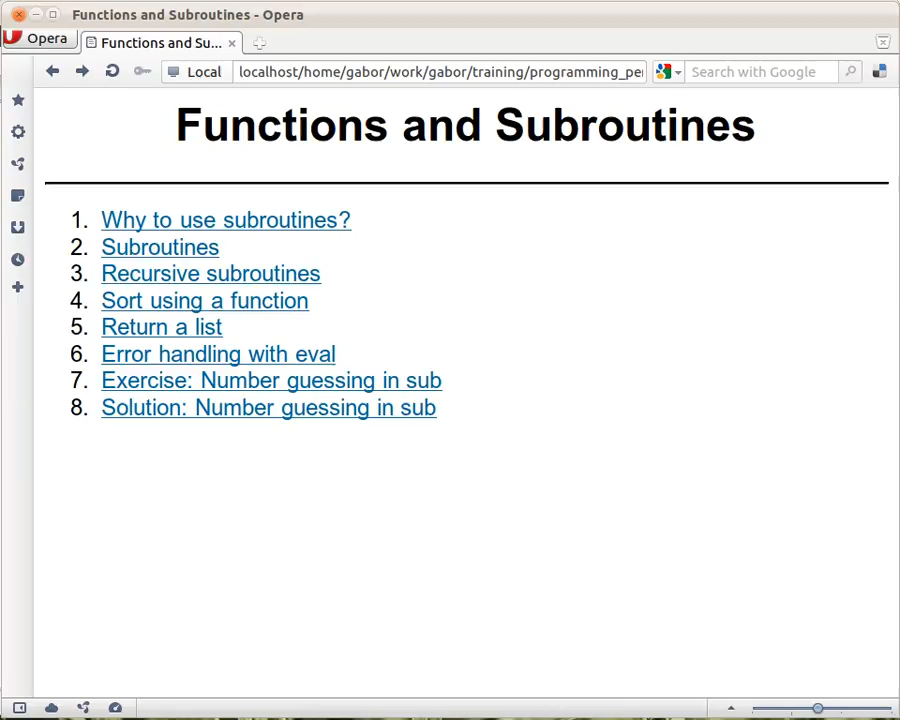 Functions and Subroutines - Opera
Opera
Functions and Su...
Local
localhost/home/gabor/work/gabor/training/programming_pe
Search with Google
Functions and Subroutines
1. Why to use subroutines?
2. Subroutines
3. Recursive subroutines
4. Sort using a function
5. Return a list
6. Error handling with eval
7. Exercise: Number guessing in sub
8. Solution: Number guessing in sub